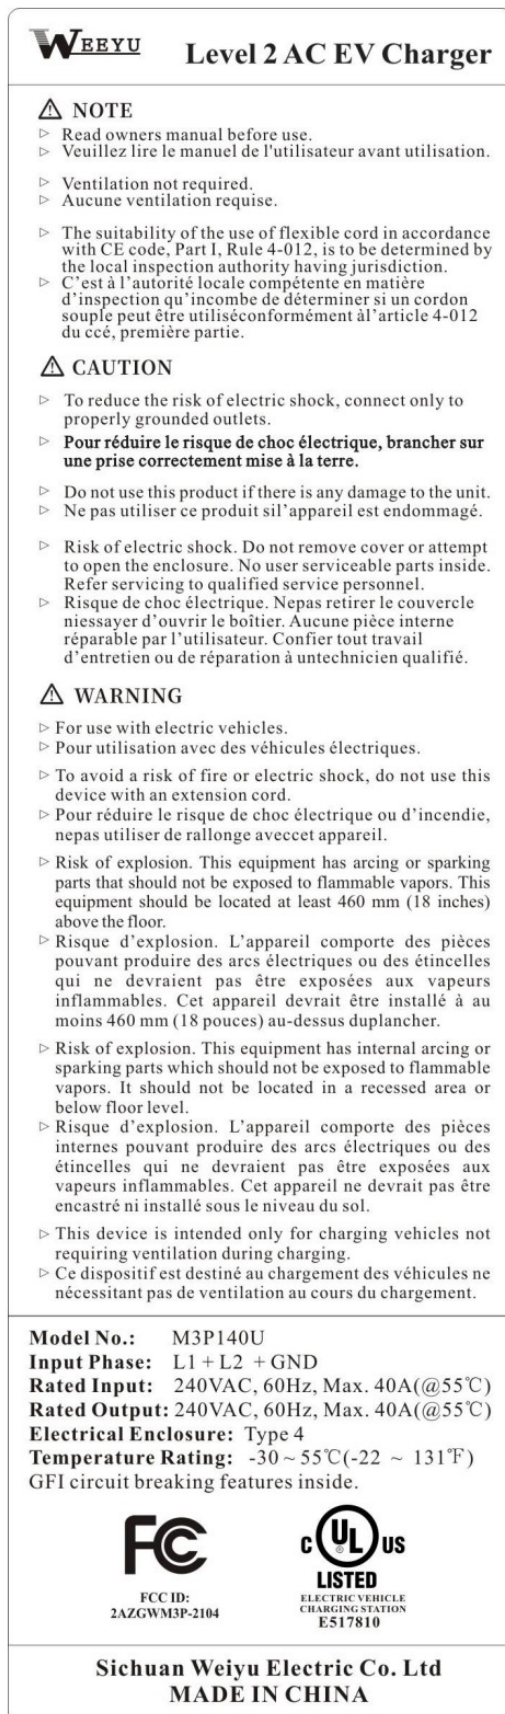 WEEYU
Level 2 AC EV Charger
⚠ NOTE
▷ Read owners manual before use.
▷ Veuillez lire le manuel de l'utilisateur avant utilisation.
▷ Ventilation not required.
▷ Aucune ventilation requise.
▷ The suitability of the use of flexible cord in accordance
with CE code, Part I, Rule 4-012, is to be determined by
the local inspection authority having jurisdiction.
▷ C'est à l'autorité locale compétente en matière
d'inspection qu'incombe de déterminer si un cordon
souple peut être utiliséconformément àl'article 4-012
du ccé, première partie.
⚠ CAUTION
▷ To reduce the risk of electric shock, connect only to
properly grounded outlets.
▷ Pour réduire le risque de choc électrique, brancher sur
une prise correctement mise à la terre.
▷ Do not use this product if there is any damage to the unit.
▷ Ne pas utiliser ce produit sil'appareil est endommagé.
▷ Risk of electric shock. Do not remove cover or attempt
to open the enclosure. No user serviceable parts inside.
Refer servicing to qualified service personnel.
▷ Risque de choc électrique. Nepas retirer le couvercle
niessayer d'ouvrir le boîtier. Aucune pièce interne
réparable par l'utilisateur. Confier tout travail
d'entretien ou de réparation à untechnicien qualifié.
⚠ WARNING
▷ For use with electric vehicles.
▷ Pour utilisation avec des véhicules électriques.
▷ To avoid a risk of fire or electric shock, do not use this
device with an extension cord.
▷ Pour réduire le risque de choc électrique ou d'incendie,
nepas utiliser de rallonge aveccet appareil.
▷ Risk of explosion. This equipment has arcing or sparking
parts that should not be exposed to flammable vapors. This
equipment should be located at least 460 mm (18 inches)
above the floor.
▷ Risque d'explosion. L'appareil comporte des pièces
pouvant produire des arcs électriques ou des étincelles
qui ne devraient pas être exposées aux vapeurs
inflammables. Cet appareil devrait être installé à au
moins 460 mm (18 pouces) au-dessus duplancher.
▷ Risk of explosion. This equipment has internal arcing or
sparking parts which should not be exposed to flammable
vapors. It should not be located in a recessed area or
below floor level.
▷ Risque d'explosion. L'appareil comporte des pièces
internes pouvant produire des arcs électriques ou des
étincelles qui ne devraient pas être exposées aux
vapeurs inflammables. Cet appareil ne devrait pas être
encastré ni installé sous le niveau du sol.
▷ This device is intended only for charging vehicles not
requiring ventilation during charging.
▷ Ce dispositif est destiné au chargement des véhicules ne
nécessitant pas de ventilation au cours du chargement.
Model No.: M3P140U
Input Phase: L1 + L2 + GND
Rated Input: 240VAC, 60Hz, Max. 40A(@55℃)
Rated Output: 240VAC, 60Hz, Max. 40A(@55℃)
Electrical Enclosure: Type 4
Temperature Rating: -30 ~ 55℃(-22 ~ 131℉)
GFI circuit breaking features inside.
FC
FCC ID:
2AZGWM3P-2104
C UL ® US
LISTED
ELECTRIC VEHICLE
CHARGING STATION
E517810
Sichuan Weiyu Electric Co. Ltd
MADE IN CHINA